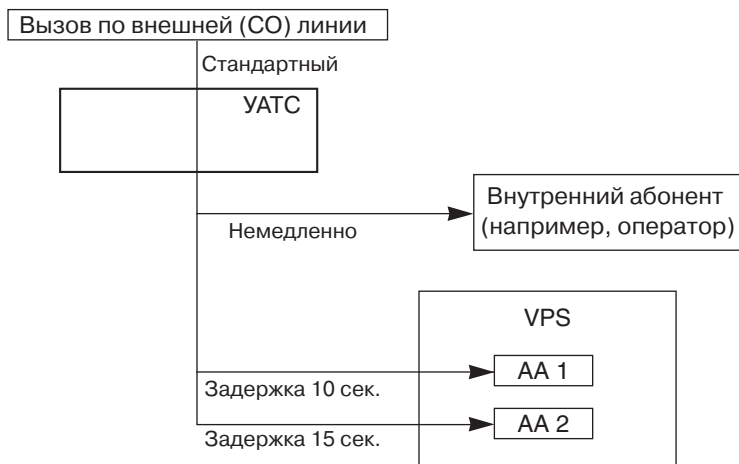 Вызов по внешней (CO) линии
Стандартный
УАТС
Внутренний абонент
(например, оператор)
Немедленно
VPS
AA 1
Задержка 10 сек.
AA 2
Задержка 15 сек.